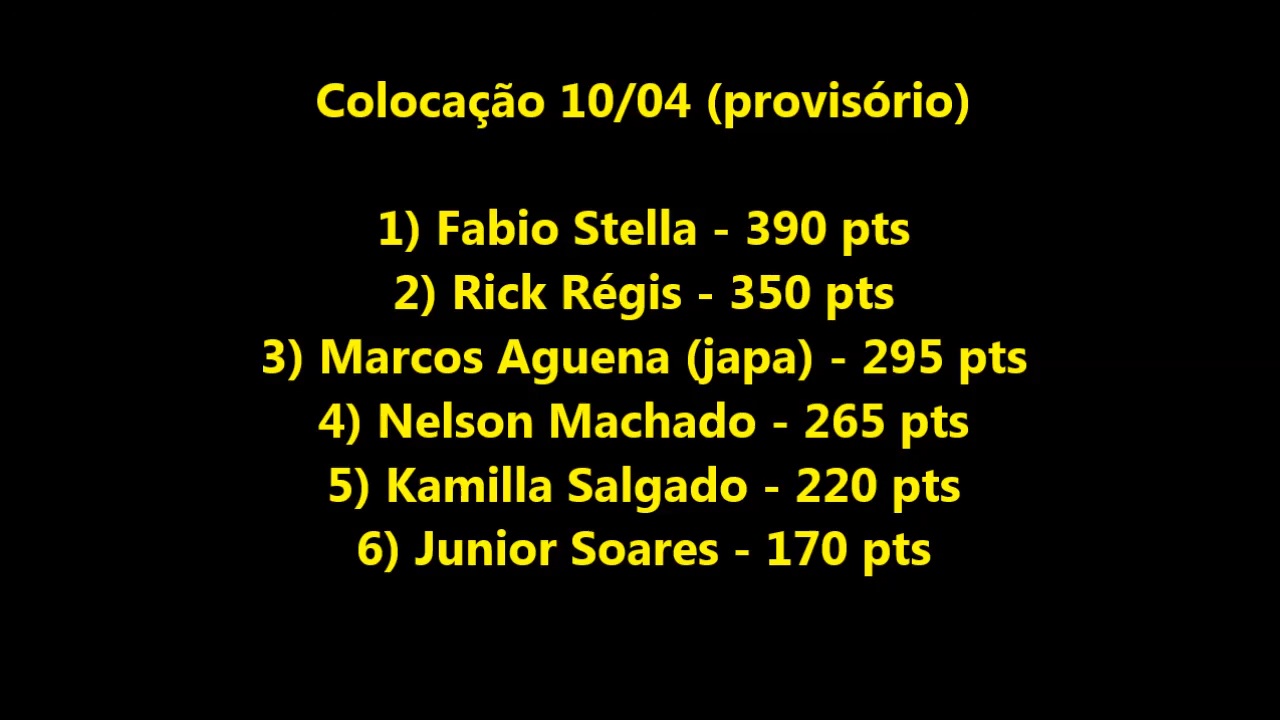 Colocação 10/04 (provisório)
1) Fabio Stella - 390 pts
2) Rick Régis - 350 pts
3) Marcos Aguena (japa) - 295 pts
4) Nelson Machado - 265 pts
5) Kamilla Salgado - 220 pts
6) Junior Soares - 170 pts